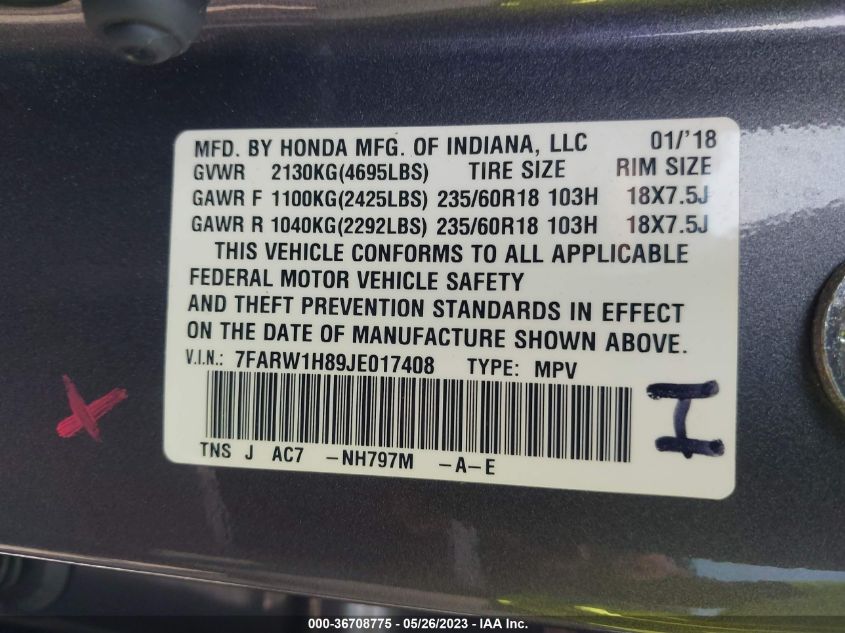 MFD. BY HONDA MFG. OF INDIANA, LLC 01/'18
GVWR 2130KG(4695LBS) TIRE SIZE RIM SIZE
GAWR F 1100KG(2425LBS) 235/60R18 103H 18X7.5J
GAWR R 1040KG(2292LBS) 235/60R18 103H 18X7.5J
THIS VEHICLE CONFORMS TO ALL APPLICABLE
FEDERAL MOTOR VEHICLE SAFETY
AND THEFT PREVENTION STANDARDS IN EFFECT
ON THE DATE OF MANUFACTURE SHOWN ABOVE.
V.I.N.: 7FARW1H89JE017408 TYPE: MPV
I
TNS J AC7 -NH797M -A-E
000-36708775 - 05/26/2023 - IAA Inc.